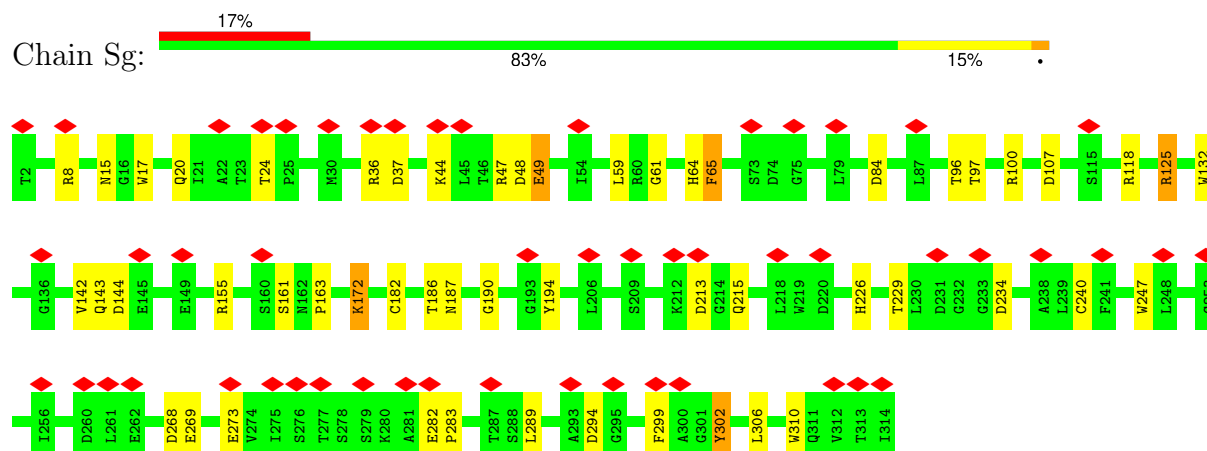 17%
Chain Sg:
83% 15% •
T2 R8 N15 G16 W17 Q20 I21 A22 T23 T24 P25 M30 R36 D37 K44 L45 T46 R47 D48 E49 I54 L59 R60 G61 H64 F65 S73 D74 G75 L79 D84 L87 T96 T97 R100 D107 S115 R118 R125 W132
G136 V142 Q143 D144 E145 E149 R155 S160 S161 N162 P163 K172 C182 T186 N187 G190 G193 Y194 L206 S209 K212 D213 G214 Q215 L218 W219 D220 H226 T229 L230 D231 G232 G233 D234 A238 L239 C240 F241 W247 L248
I256 D260 L261 E262 D268 E269 E273 V274 I275 S276 T277 S278 S279 K280 A281 E282 P283 T287 S288 L289 A293 D294 G295 F299 A300 G301 Y302 L306 W310 Q311 V312 T313 I314